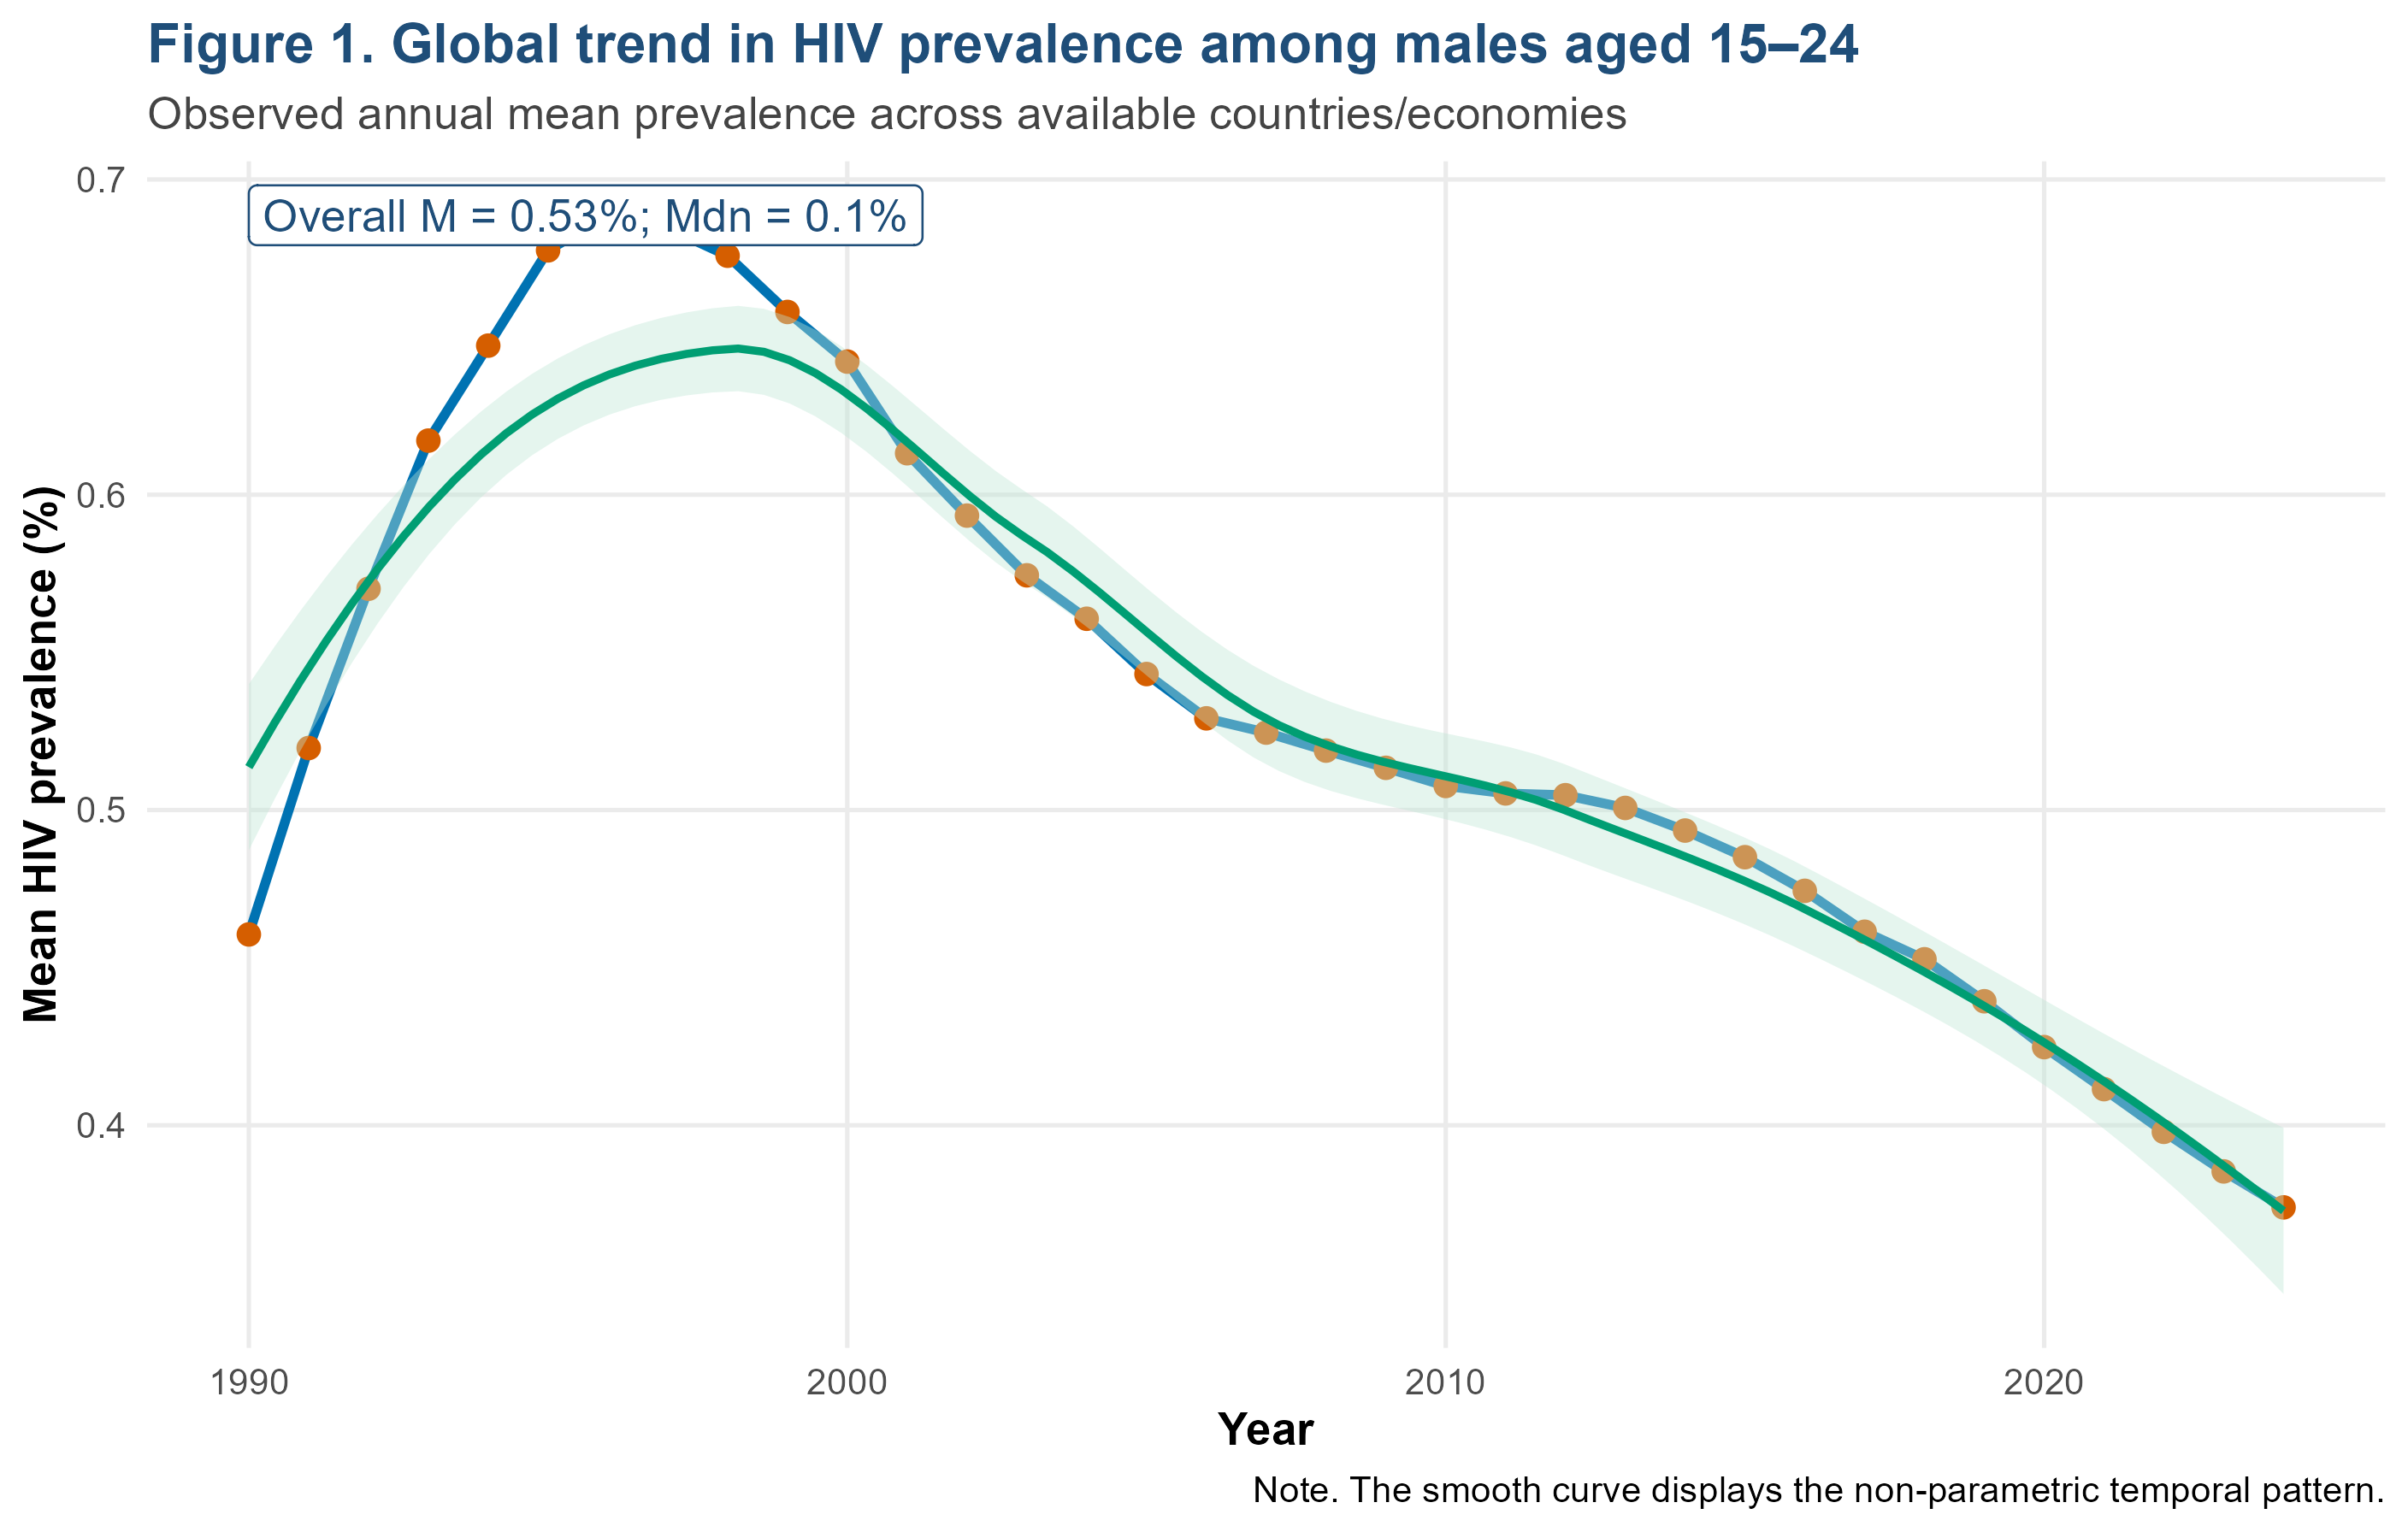 Figure 1. Global trend in HIV prevalence among males aged 15–24
Observed annual mean prevalence across available countries/economies
Overall M = 0.53%; Mdn = 0.1%
Mean HIV prevalence (%)
0.7
0.6
0.5
0.4
1990 2000 2010 2020
Year
Note. The smooth curve displays the non-parametric temporal pattern.